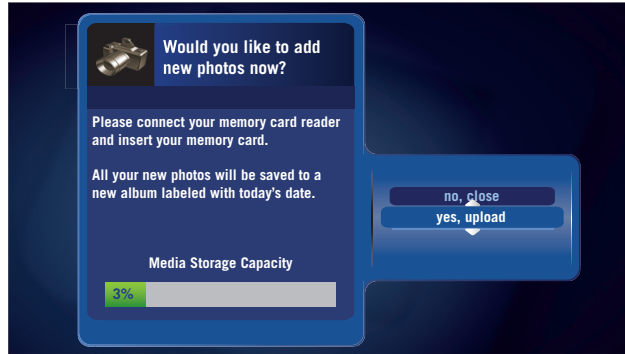 Would you like to add
new photos now?
Please connect your memory card reader
and insert your memory card.
All your new photos will be saved to a
new album labeled with today's date.
Media Storage Capacity
3%
no, close
yes, upload